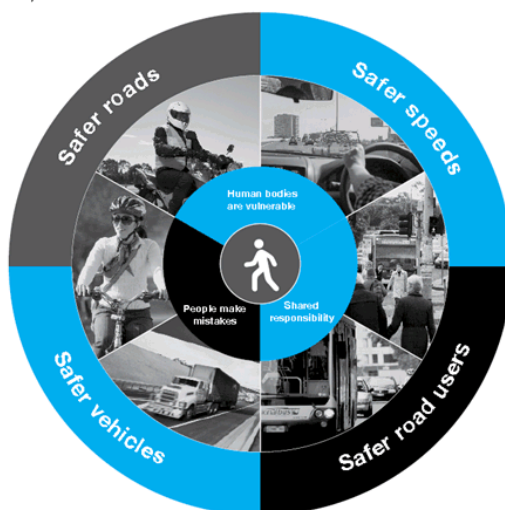 Safer roads
Safer speeds
Human bodies
are vulnerable
People make
mistakes
Shared
responsibility
Safer vehicles
Safer road users